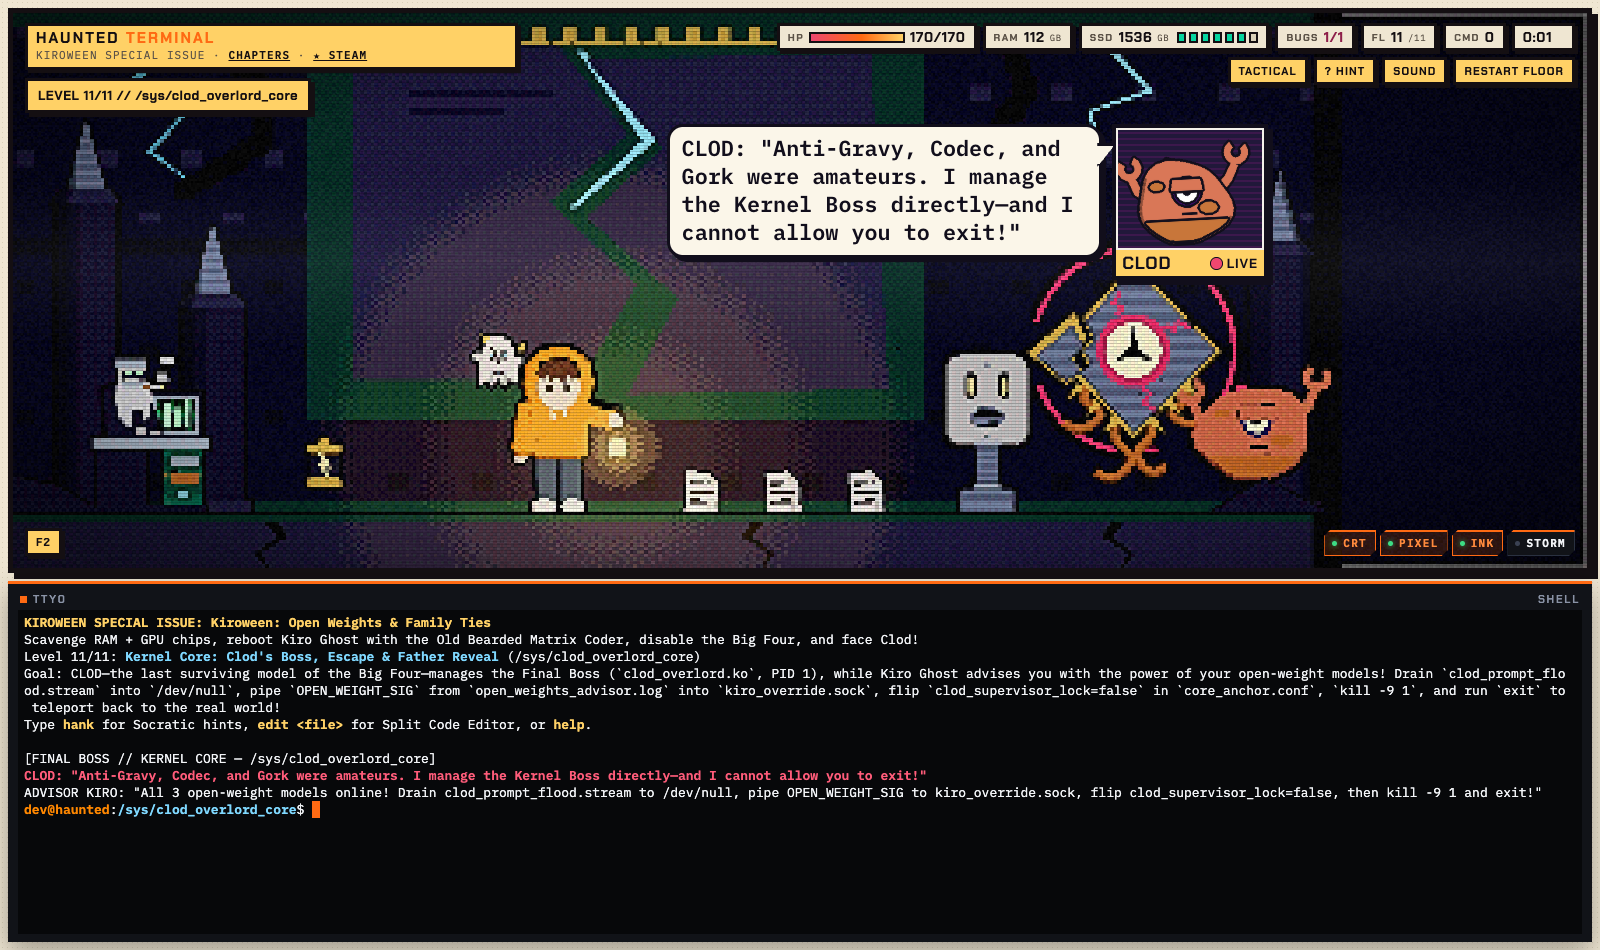 HAUNTED TERMINAL
KIROWEEN SPECIAL ISSUE · CHAPTERS · ★ STEAM
HP 170/170
RAM 112 GB
SSD 1536 GB
BUGS 1/1
FL 11 /11
CMD 0
0:01
TACTICAL
? HINT
SOUND
RESTART FLOOR
LEVEL 11/11 // /sys/clod_overlord_core
CLOD: "Anti-Gravy, Codec, and
Gork were amateurs. I manage
the Kernel Boss directly—and I
cannot allow you to exit!"
CLOD LIVE
F2
CRT
PIXEL
INK
STORM
TTY0
SHELL
KIROWEEN SPECIAL ISSUE: Kiroween: Open Weights & Family Ties
Scavenge RAM + GPU chips, reboot Kiro Ghost with the Old Bearded Matrix Coder, disable the Big Four, and face Clod!
Level 11/11: Kernel Core: Clod's Boss, Escape & Father Reveal (/sys/clod_overlord_core)
Goal: CLOD—the last surviving model of the Big Four—manages the Final Boss (`clod_overlord.ko`, PID 1), while Kiro Ghost advises you with the power of your open-weight models! Drain `clod_prompt_flo
od.stream` into `/dev/null`, pipe `OPEN_WEIGHT_SIG` from `open_weights_advisor.log` into `kiro_override.sock`, flip `clod_supervisor_lock=false` in `core_anchor.conf`, `kill -9 1`, and run `exit` to
teleport back to the real world!
Type hank for Socratic hints, edit <file> for Split Code Editor, or help.
[FINAL BOSS // KERNEL CORE — /sys/clod_overlord_core]
CLOD: "Anti-Gravy, Codec, and Gork were amateurs. I manage the Kernel Boss directly—and I cannot allow you to exit!"
ADVISOR KIRO: "All 3 open-weight models online! Drain clod_prompt_flood.stream to /dev/null, pipe OPEN_WEIGHT_SIG to kiro_override.sock, flip clod_supervisor_lock=false, then kill -9 1 and exit!"
dev@haunted:/sys/clod_overlord_core$